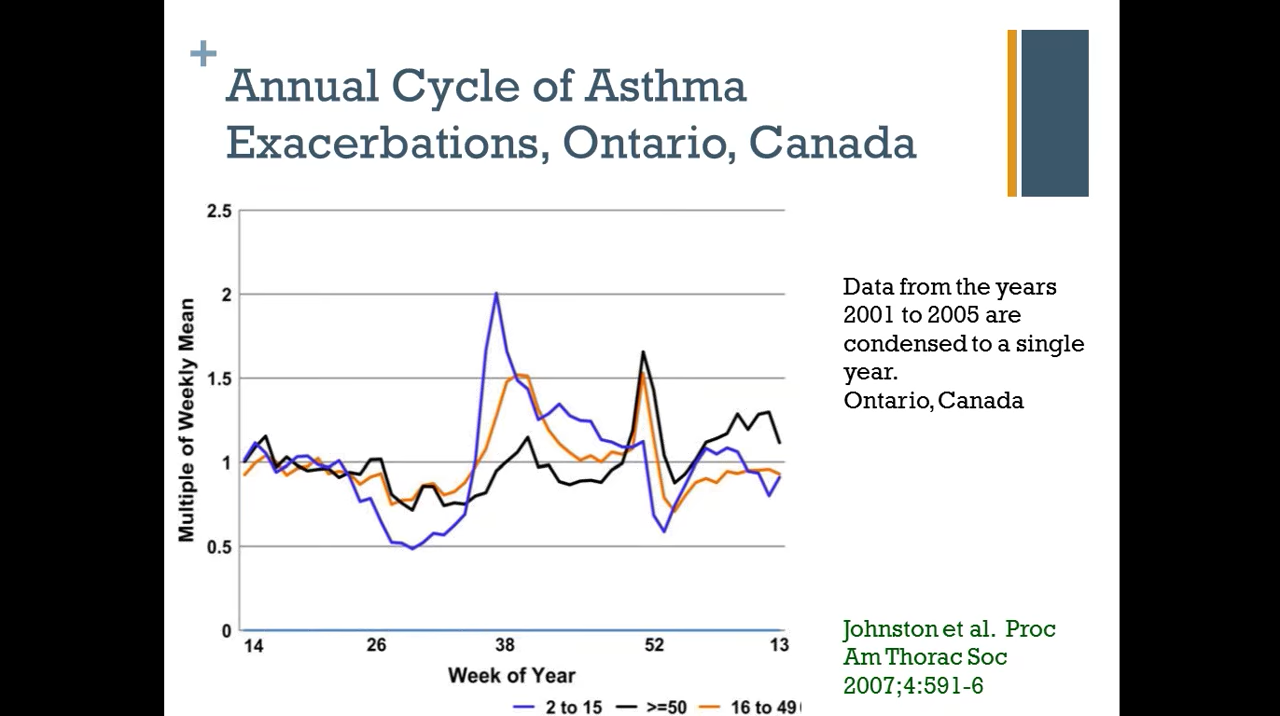 +
Annual Cycle of Asthma
Exacerbations, Ontario, Canada
2.5
2
1.5
1
0.5
0
Multiple of Weekly Mean
14 26 38 52 13
Week of Year
2 to 15 >=50 16 to 49
Data from the years
2001 to 2005 are
condensed to a single
year.
Ontario, Canada
Johnston et al. Proc
Am Thorac Soc
2007;4:591-6